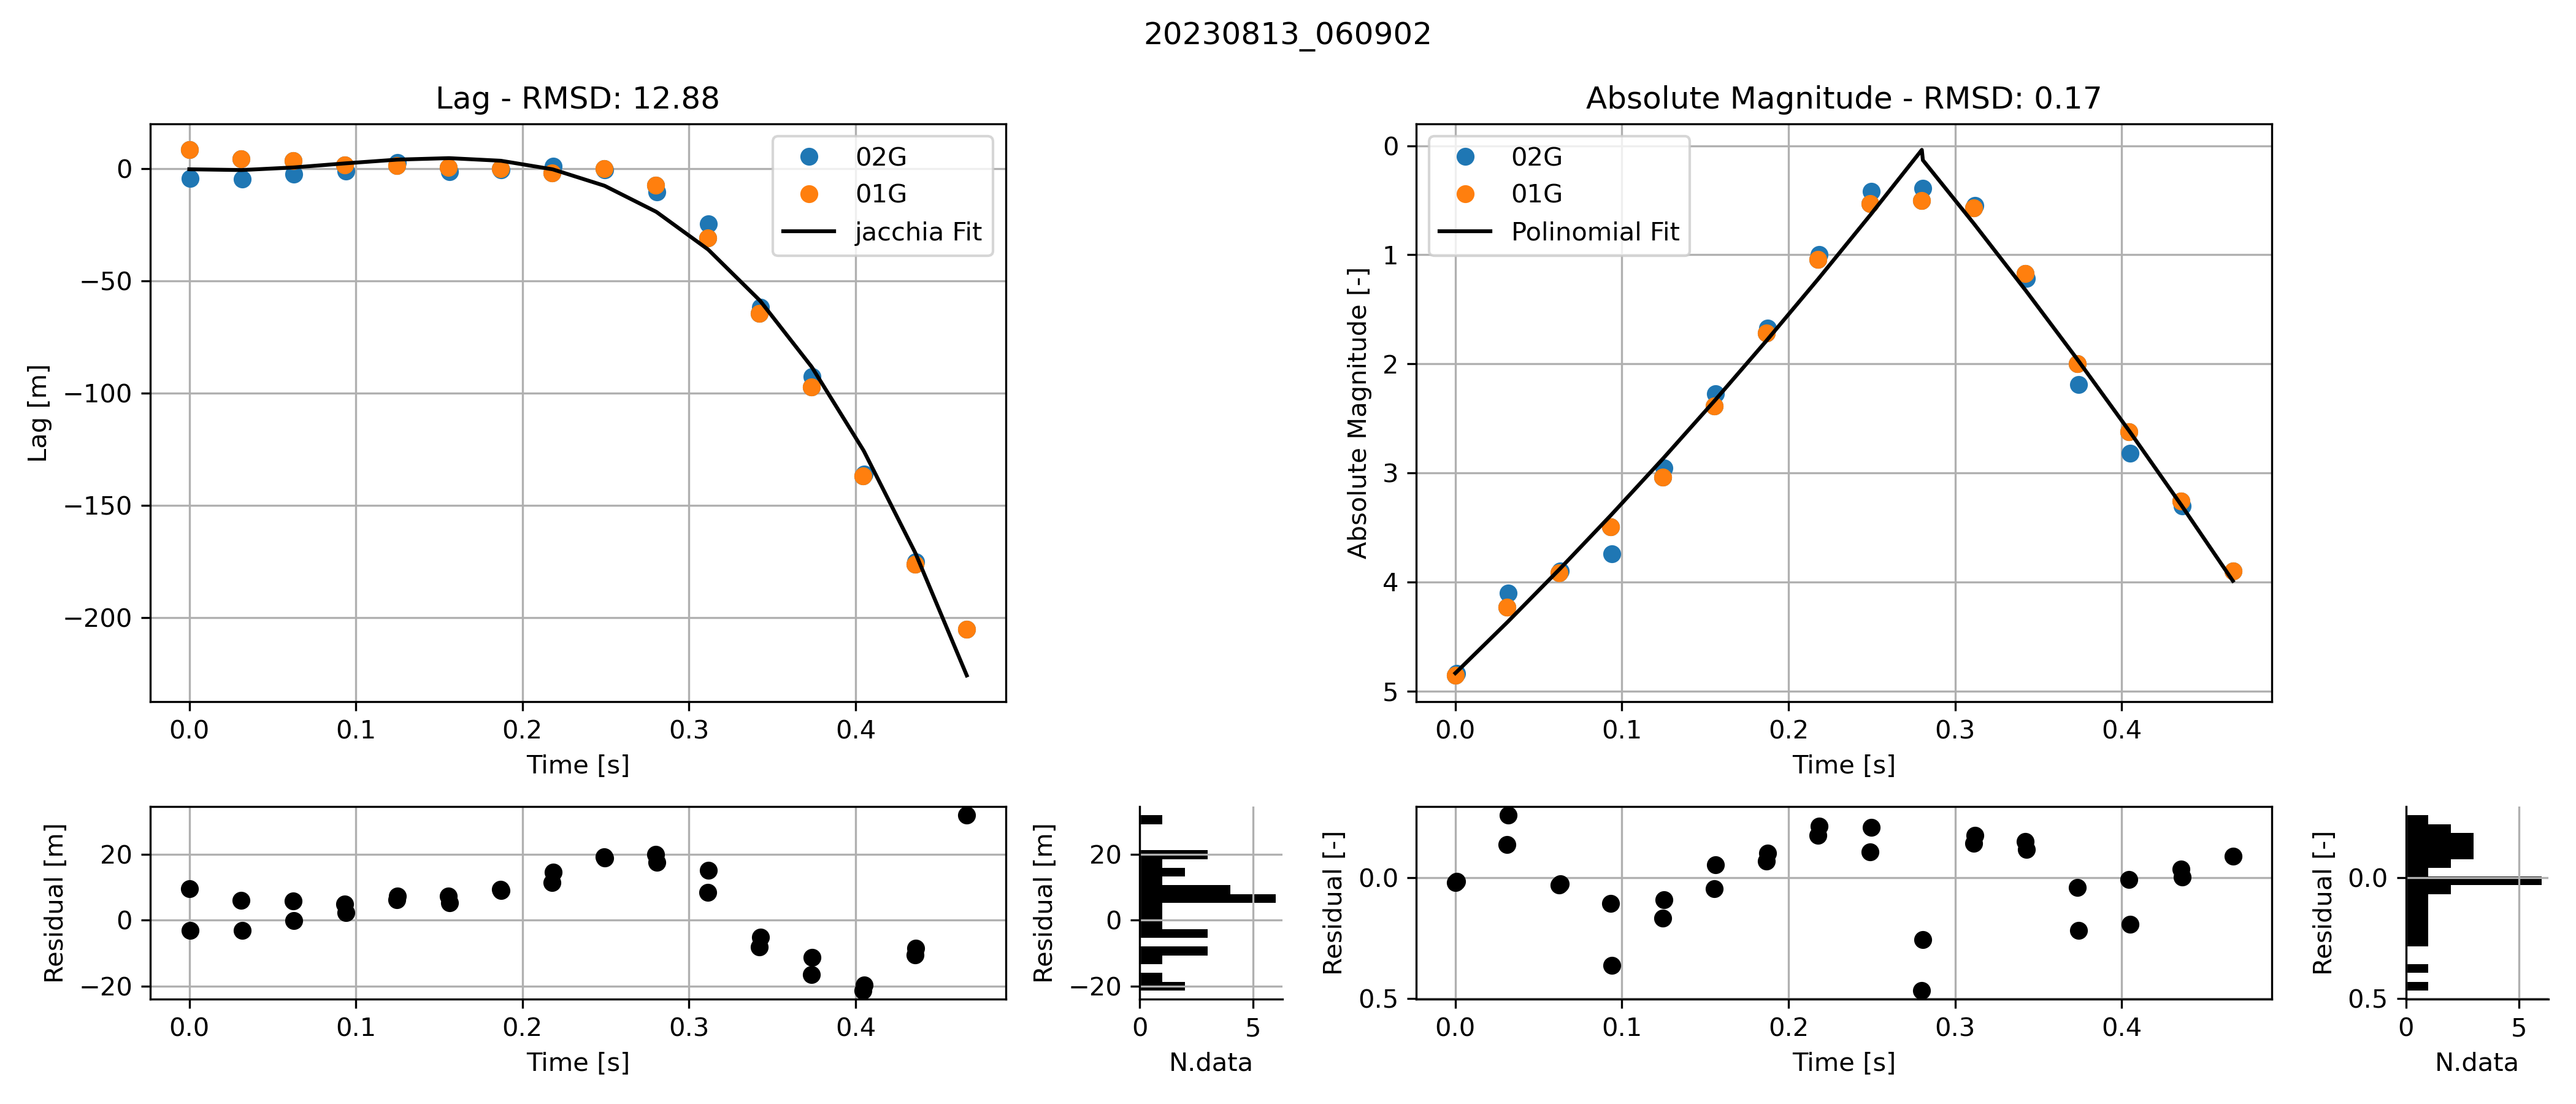 20230813_060902
Lag - RMSD: 12.88
Lag [m]
0
−50
−100
−150
−200
02G
01G
jacchia Fit
0.0 0.1 0.2 0.3 0.4
Time [s]
Absolute Magnitude - RMSD: 0.17
Absolute Magnitude [-]
0
1
2
3
4
5
02G
01G
Polinomial Fit
0.0 0.1 0.2 0.3 0.4
Time [s]
Residual [m]
20
0
−20
0.0 0.1 0.2 0.3 0.4
Time [s]
Residual [m]
20
0
−20
0 5
N.data
Residual [-]
0.0
0.5
0.0 0.1 0.2 0.3 0.4
Time [s]
Residual [-]
0.0
0.5
0 5
N.data